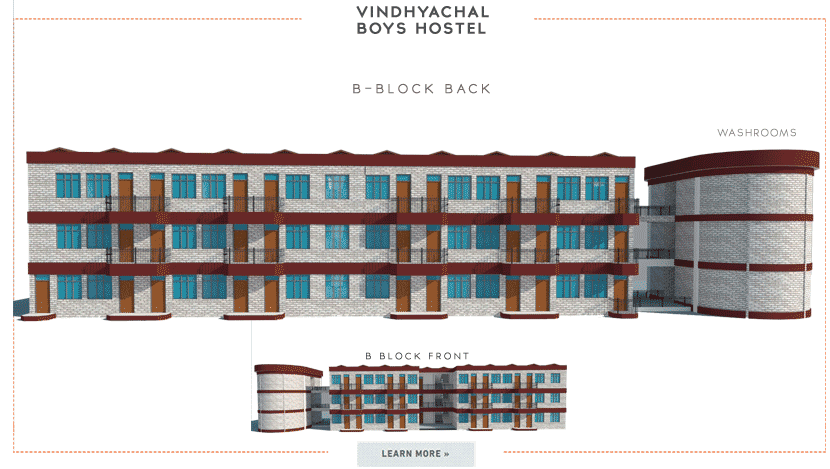 VINDHYACHAL
BOYS HOSTEL
B-BLOCK BACK
WASHROOMS
B BLOCK FRONT
LEARN MORE »